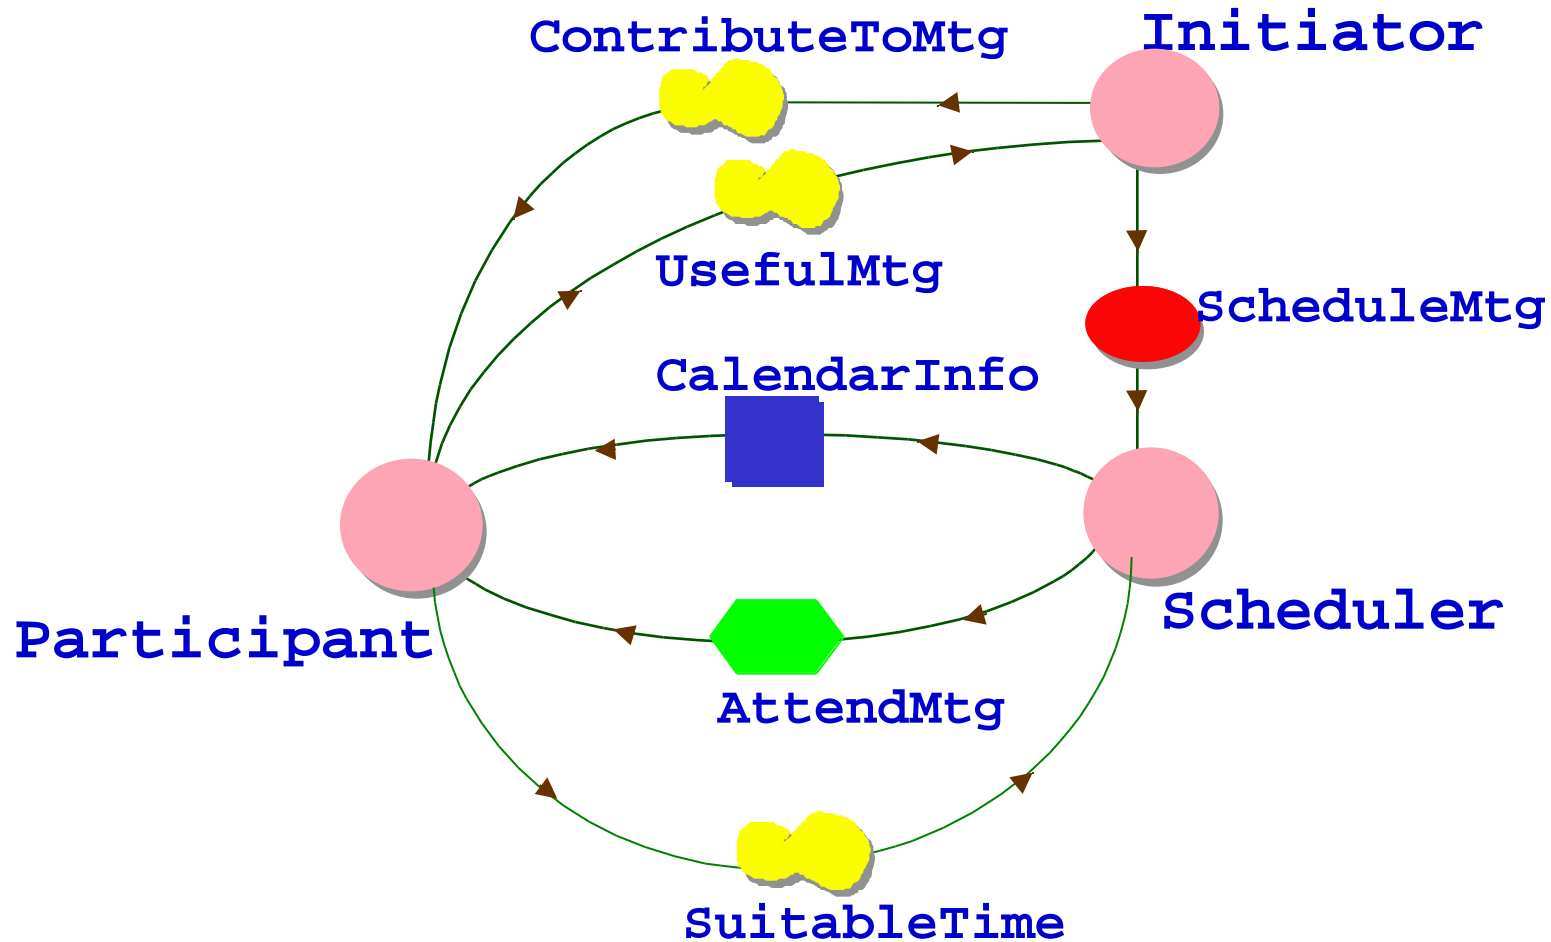 ContributeToMtg
Initiator
UsefulMtg
ScheduleMtg
CalendarInfo
Scheduler
Participant
AttendMtg
SuitableTime